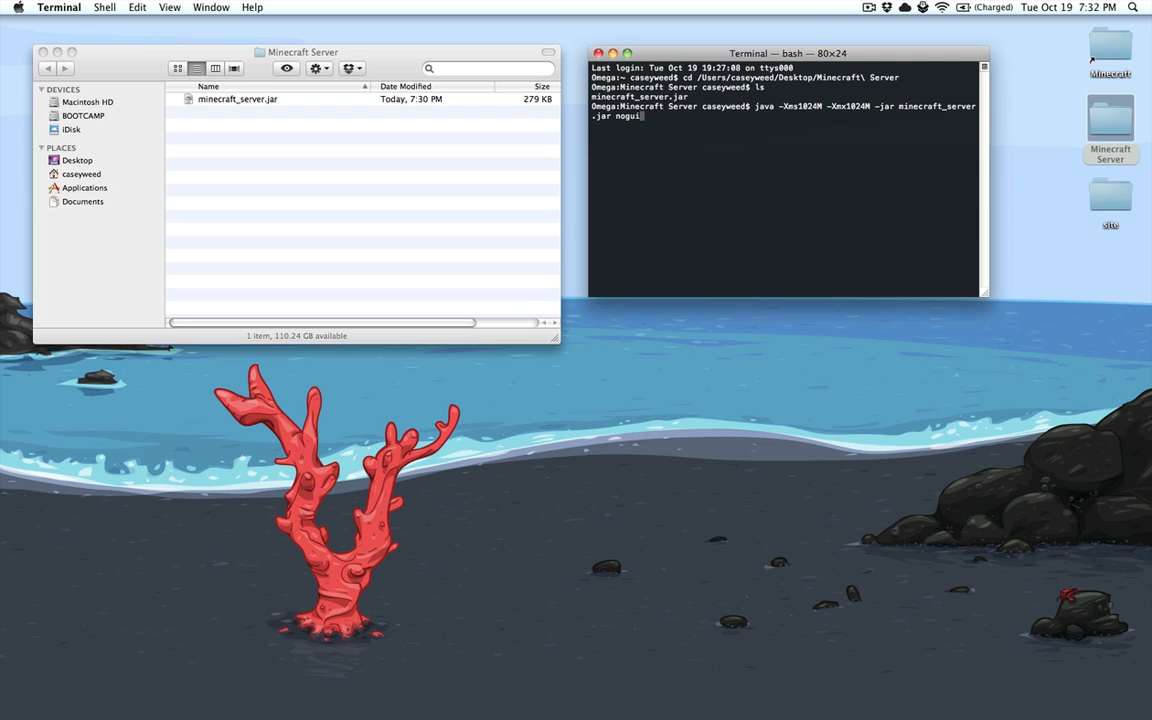 Terminal Shell Edit View Window Help
(Charged) Tue Oct 19 7:32 PM
Minecraft Server
Name
Date Modified
Size
DEVICES
Macintosh HD
BOOTCAMP
iDisk
PLACES
Desktop
caseyweed
Applications
Documents
minecraft_server.jar
Today, 7:30 PM
279 KB
1 item, 110.24 GB available
Terminal — bash — 80×24
Last login: Tue Oct 19 19:27:08 on ttys000
Omega:~ caseyweed$ cd /Users/caseyweed/Desktop/Minecraft\ Server
Omega:Minecraft Server caseyweed$ ls
minecraft_server.jar
Omega:Minecraft Server caseyweed$ java -Xms1024M -Xmx1024M -jar minecraft_server
.jar nogui
Minecraft
Minecraft
Server
site